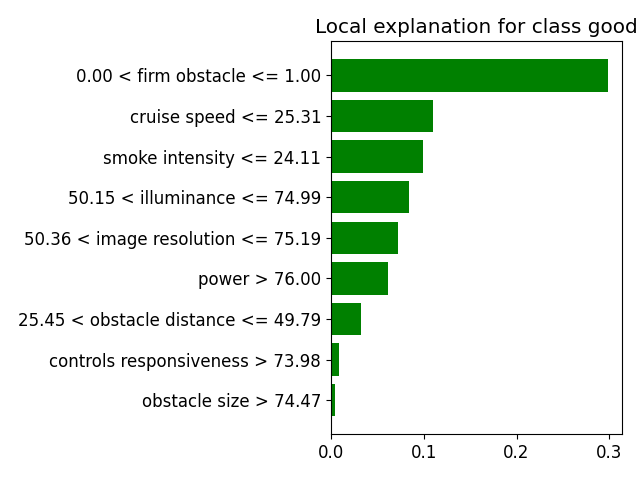 Local explanation for class good
0.00 < firm obstacle <= 1.00
cruise speed <= 25.31
smoke intensity <= 24.11
50.15 < illuminance <= 74.99
50.36 < image resolution <= 75.19
power > 76.00
25.45 < obstacle distance <= 49.79
controls responsiveness > 73.98
obstacle size > 74.47
0.0 0.1 0.2 0.3